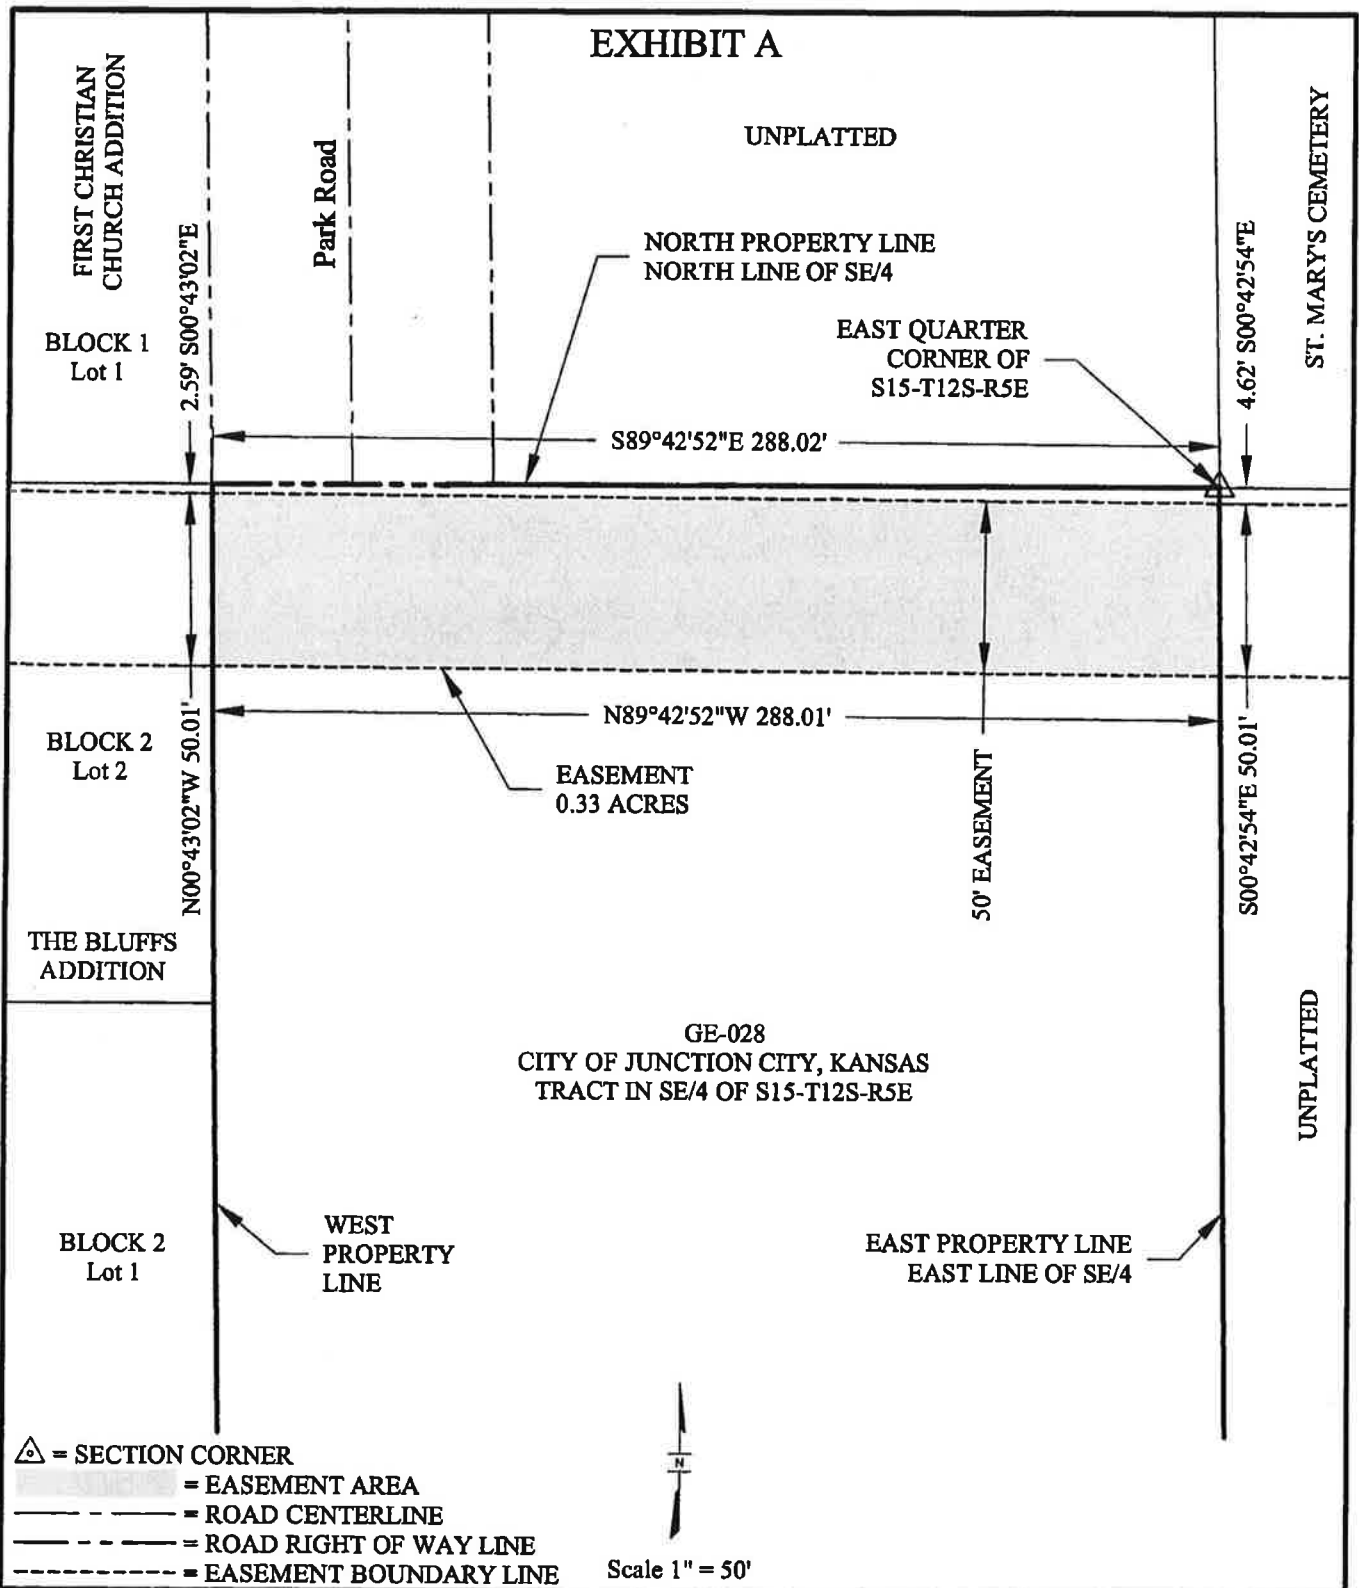 EXHIBIT A
FIRST CHRISTIAN
CHURCH ADDITION
Park Road
UNPLATTED
ST. MARY'S CEMETERY
2.59' S00°43'02"E
NORTH PROPERTY LINE
NORTH LINE OF SE/4
4.62' S00°42'54"E
BLOCK 1
Lot 1
EAST QUARTER
CORNER OF
S15-T12S-R5E
S89°42'52"E 288.02'
N00°43'02"W 50.01'
N89°42'52"W 288.01'
BLOCK 2
Lot 2
EASEMENT
0.33 ACRES
50' EASEMENT
S00°42'54"E 50.01'
THE BLUFFS
ADDITION
GE-028
CITY OF JUNCTION CITY, KANSAS
TRACT IN SE/4 OF S15-T12S-R5E
UNPLATTED
BLOCK 2
Lot 1
WEST
PROPERTY
LINE
EAST PROPERTY LINE
EAST LINE OF SE/4
= SECTION CORNER
= EASEMENT AREA
= ROAD CENTERLINE
= ROAD RIGHT OF WAY LINE
= EASEMENT BOUNDARY LINE
N
Scale 1" = 50'